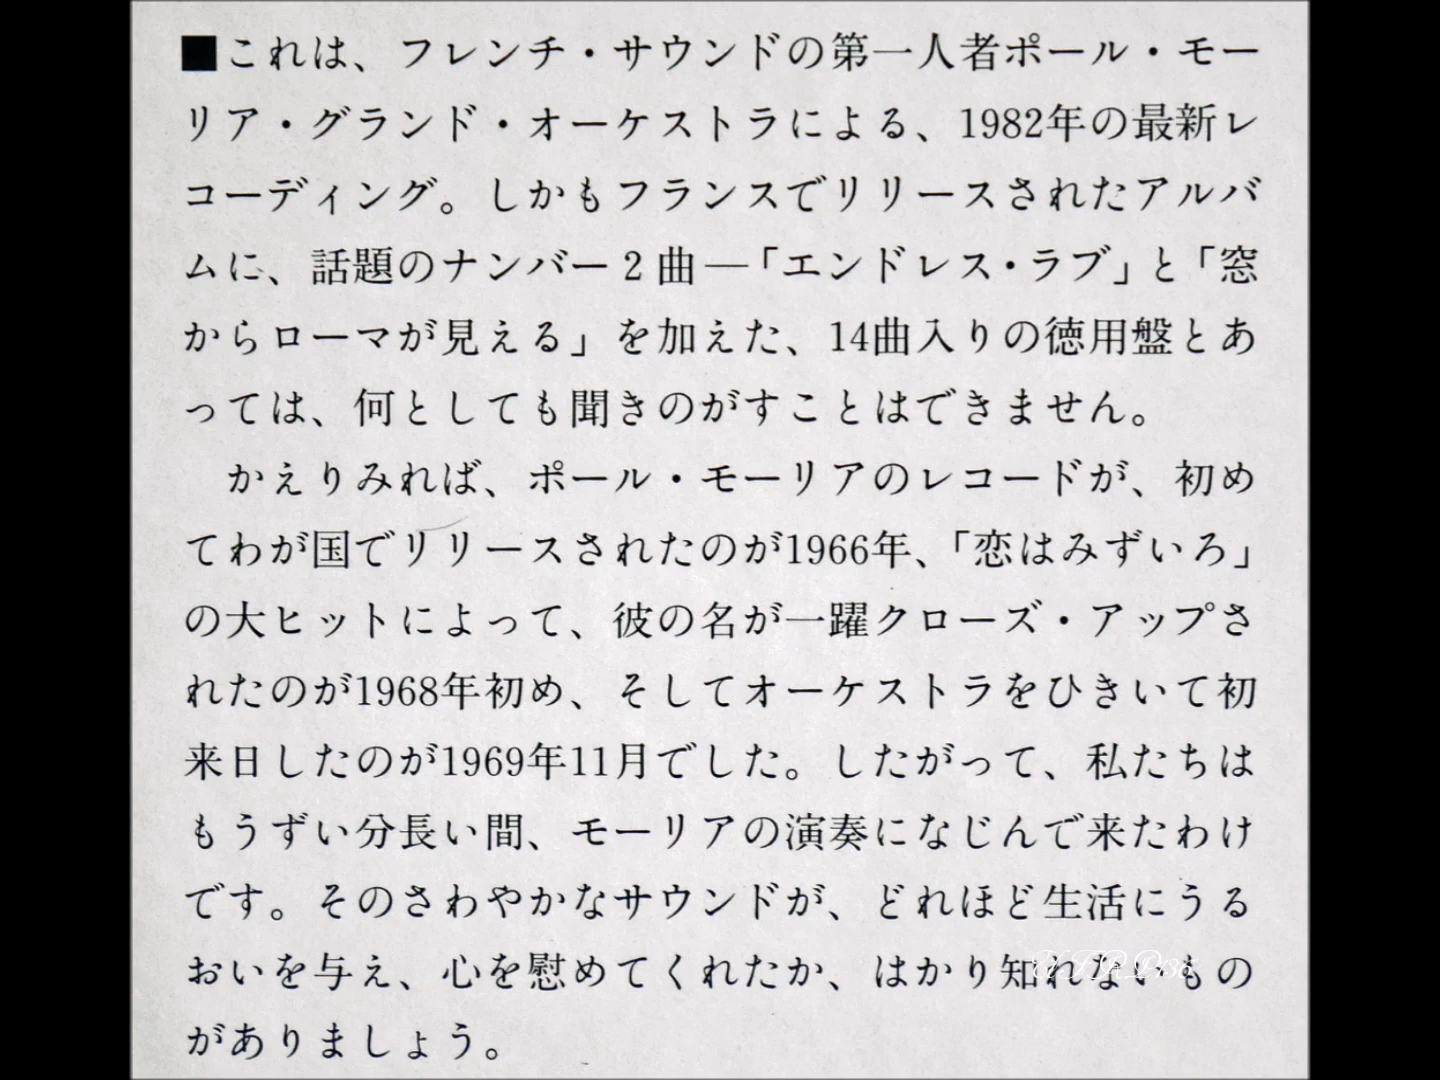 ■これは、フレンチ・サウンドの第一人者ポール・モー
リア・グランド・オーケストラによる、1982年の最新レ
コーディング。しかもフランスでリリースされたアルバ
ムに、話題のナンバー2曲―「エンドレス・ラブ」と「窓
からローマが見える」を加えた、14曲入りの徳用盤とあ
っては、何としても聞きのがすことはできません。
　かえりみれば、ポール・モーリアのレコードが、初め
てわが国でリリースされたのが1966年、「恋はみずいろ」
の大ヒットによって、彼の名が一躍クローズ・アップさ
れたのが1968年初め、そしてオーケストラをひきいて初
来日したのが1969年11月でした。したがって、私たちは
もうずい分長い間、モーリアの演奏になじんで来たわけ
です。そのさわやかなサウンドが、どれほど生活にうる
おいを与え、心を慰めてくれたか、はかり知れないもの
がありましょう。